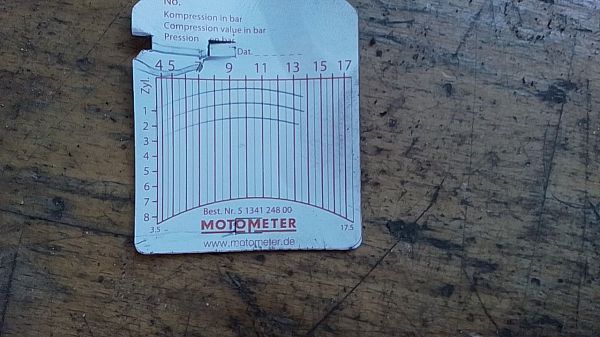 No.
Kompression in bar
Compression value in bar
Pression en bar
Dat.
4 5 7 9 11 13 15 17
Zyl.
1
2
3
4
5
6
7
8
3.5 17.5
Best. Nr. 5 1341 248 00
MOTOMETER
www.motometer.de